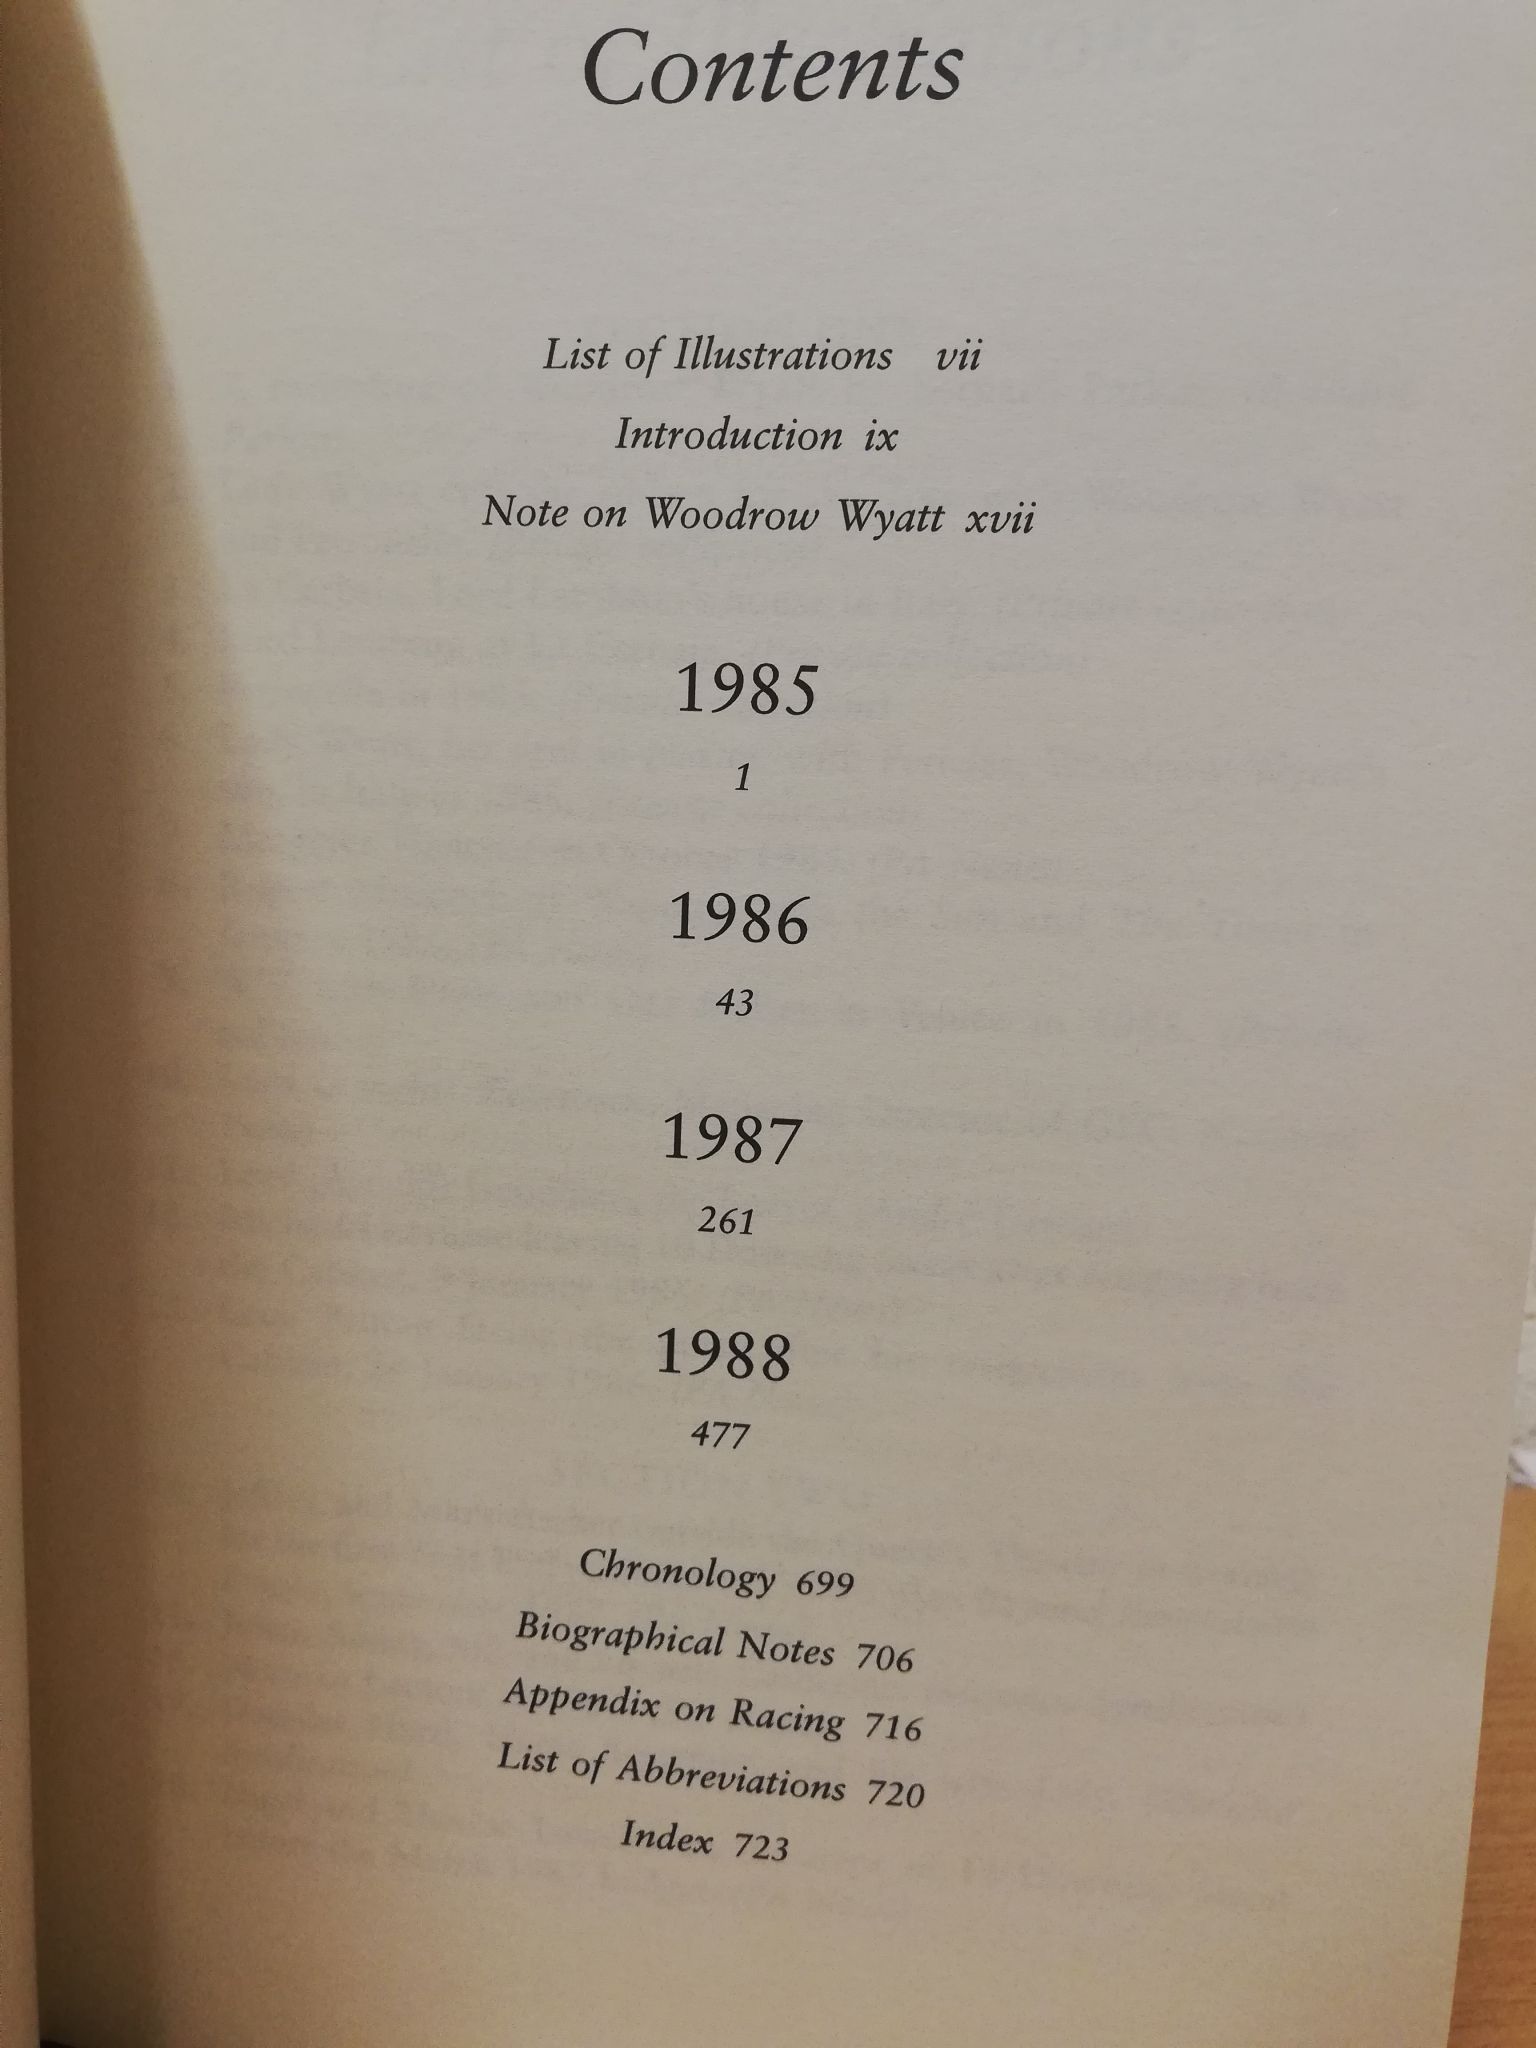 Contents
List of Illustrations vii
Introduction ix
Note on Woodrow Wyatt xvii
1985
1
1986
43
1987
261
1988
477
Chronology 699
Biographical Notes 706
Appendix on Racing 716
List of Abbreviations 720
Index 723